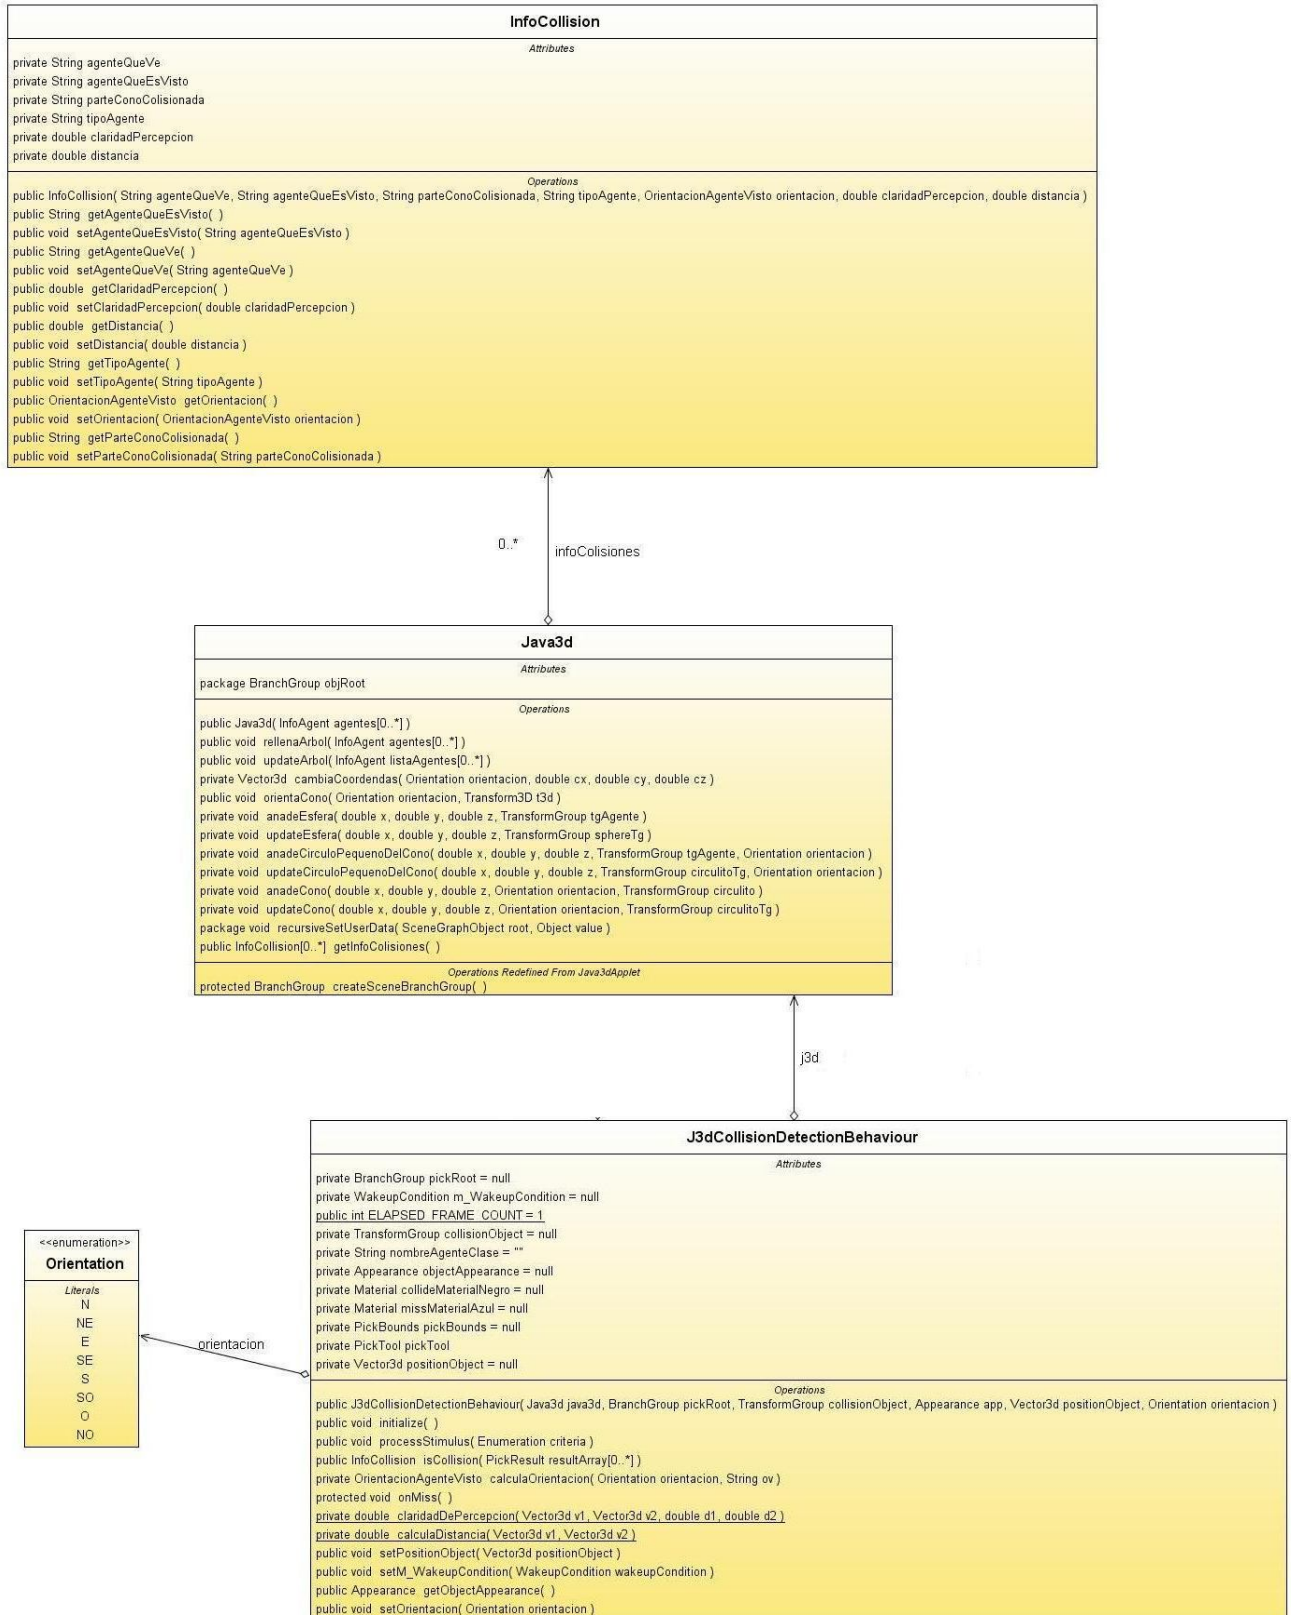 InfoCollision
Attributes
private String agenteQueVe
private String agenteQueEsVisto
private String parteConoColisionada
private String tipoAgente
private double claridadPercepcion
private double distancia
Operations
public InfoCollision( String agenteQueVe, String agenteQueEsVisto, String parteConoColisionada, String tipoAgente, OrientacionAgenteVisto orientacion, double claridadPercepcion, double distancia )
public String getAgenteQueEsVisto( )
public void setAgenteQueEsVisto( String agenteQueEsVisto )
public String getAgenteQueVe( )
public void setAgenteQueVe( String agenteQueVe )
public double getClaridadPercepcion( )
public void setClaridadPercepcion( double claridadPercepcion )
public double getDistancia( )
public void setDistancia( double distancia )
public String getTipoAgente( )
public void setTipoAgente( String tipoAgente )
public OrientacionAgenteVisto getOrientacion( )
public void setOrientacion( OrientacionAgenteVisto orientacion )
public String getParteConoColisionada( )
public void setParteConoColisionada( String parteConoColisionada )
0..*
infoColisiones
Java3d
Attributes
package BranchGroup objRoot
Operations
public Java3d( InfoAgent agentes[0..*] )
public void rellenaArbol( InfoAgent agentes[0..*] )
public void updateArbol( InfoAgent listaAgentes[0..*] )
private Vector3d cambiaCoordendas( Orientation orientacion, double cx, double cy, double cz )
public void orientaCono( Orientation orientacion, Transform3D t3d )
private void anadeEsfera( double x, double y, double z, TransformGroup tgAgente )
private void updateEsfera( double x, double y, double z, TransformGroup sphereTg )
private void anadeCirculoPequenoDelCono( double x, double y, double z, TransformGroup tgAgente, Orientation orientacion )
private void updateCirculoPequenoDelCono( double x, double y, double z, TransformGroup circulitoTg, Orientation orientacion )
private void anadeCono( double x, double y, double z, Orientation orientacion, TransformGroup circulito )
private void updateCono( double x, double y, double z, Orientation orientacion, TransformGroup circulitoTg )
package void recursiveSetUserData( SceneGraphObject root, Object value )
public InfoCollision[0..*] getInfoColisiones( )
Operations Redefined From Java3dApplet
protected BranchGroup createSceneBranchGroup( )
j3d
J3dCollisionDetectionBehaviour
Attributes
private BranchGroup pickRoot = null
private WakeupCondition m_WakeupCondition = null
public int ELAPSED_FRAME_COUNT = 1
private TransformGroup collisionObject = null
private String nombreAgenteClase = ""
private Appearance objectAppearance = null
private Material collideMaterialNegro = null
private Material missMaterialAzul = null
private PickBounds pickBounds = null
private PickTool pickTool
private Vector3d positionObject = null
Operations
public J3dCollisionDetectionBehaviour( Java3d java3d, BranchGroup pickRoot, TransformGroup collisionObject, Appearance app, Vector3d positionObject, Orientation orientacion )
public void initialize( )
public void processStimulus( Enumeration criteria )
public InfoCollision isCollision( PickResult resultArray[0..*] )
private OrientacionAgenteVisto calculaOrientacion( Orientation orientacion, String ov )
protected void onMiss( )
private double claridadDePercepcion( Vector3d v1, Vector3d v2, double d1, double d2 )
private double calculaDistancia( Vector3d v1, Vector3d v2 )
public void setPositionObject( Vector3d positionObject )
public void setM_WakeupCondition( WakeupCondition wakeupCondition )
public Appearance getObjectAppearance( )
public void setOrientacion( Orientation orientacion )
<<enumeration>>
Orientation
Literals
N
NE
E
SE
S
SO
O
NO
orientacion